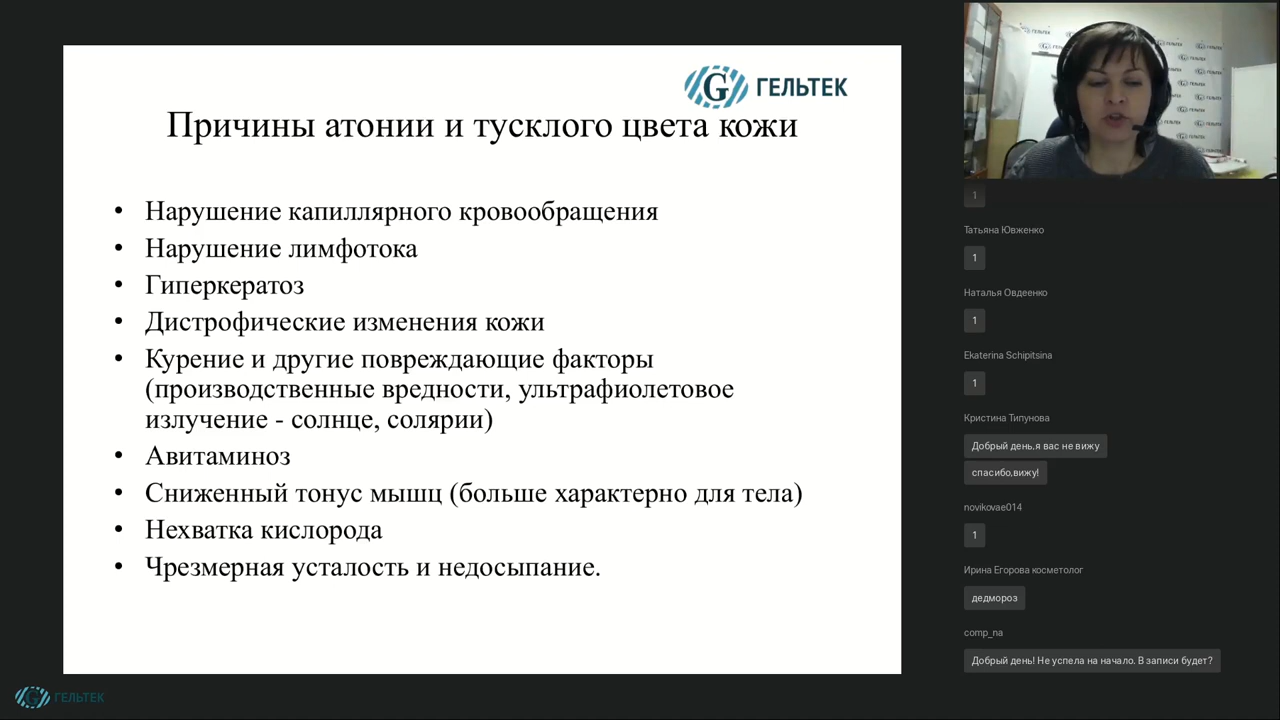 ГЕЛЬТЕК
Причины атонии и тусклого цвета кожи
• Нарушение капиллярного кровообращения
• Нарушение лимфотока
• Гиперкератоз
• Дистрофические изменения кожи
• Курение и другие повреждающие факторы
(производственные вредности, ультрафиолетовое
излучение - солнце, солярии)
• Авитаминоз
• Сниженный тонус мышц (больше характерно для тела)
• Нехватка кислорода
• Чрезмерная усталость и недосыпание.
ГЕЛЬТЕК
1
Татьяна Ювженко
1
Наталья Овдеенко
1
Ekaterina Schipitsina
1
Кристина Типунова
Добрый день.я вас не вижу
спасибо,вижу!
novikovae014
1
Ирина Егорова косметолог
дедмороз
comp_na
Добрый день! Не успела на начало. В записи будет?